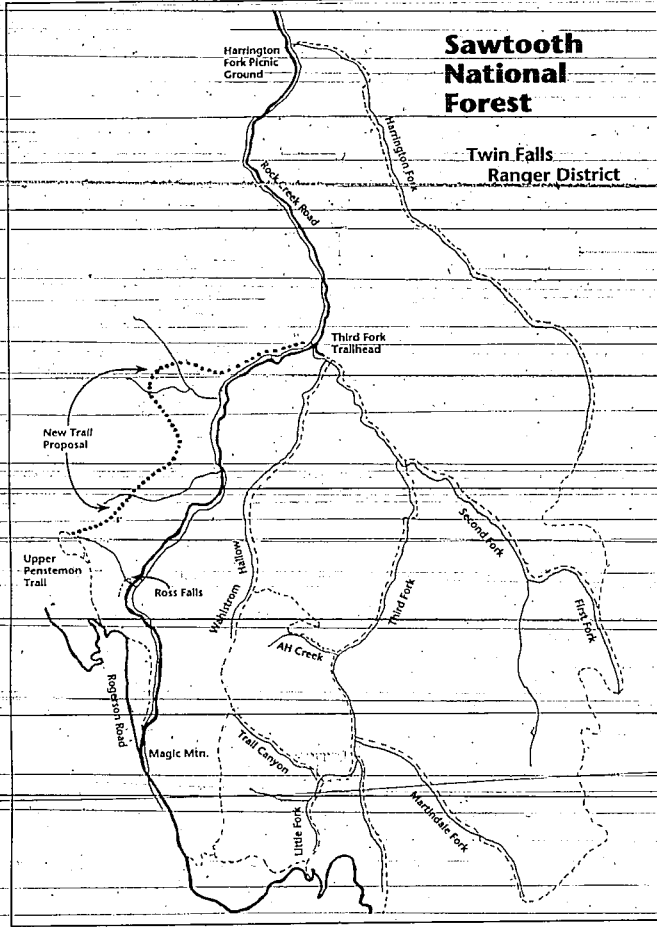 Sawtooth
National
Forest
Twin Falls
Ranger District
Harrington
Fork Picnic
Ground
Harrington Fork
Rock Creek Road
Third Fork
Trailhead
New Trail
Proposal
Second Fork
Upper
Penstemon
Trail
Ross Falls
Wahlstrom Hallow
Third Fork
First Fork
AH Creek
Rogerson Road
Magic Mtn.
Trail Canyon
Little Fork
Martindale Fork